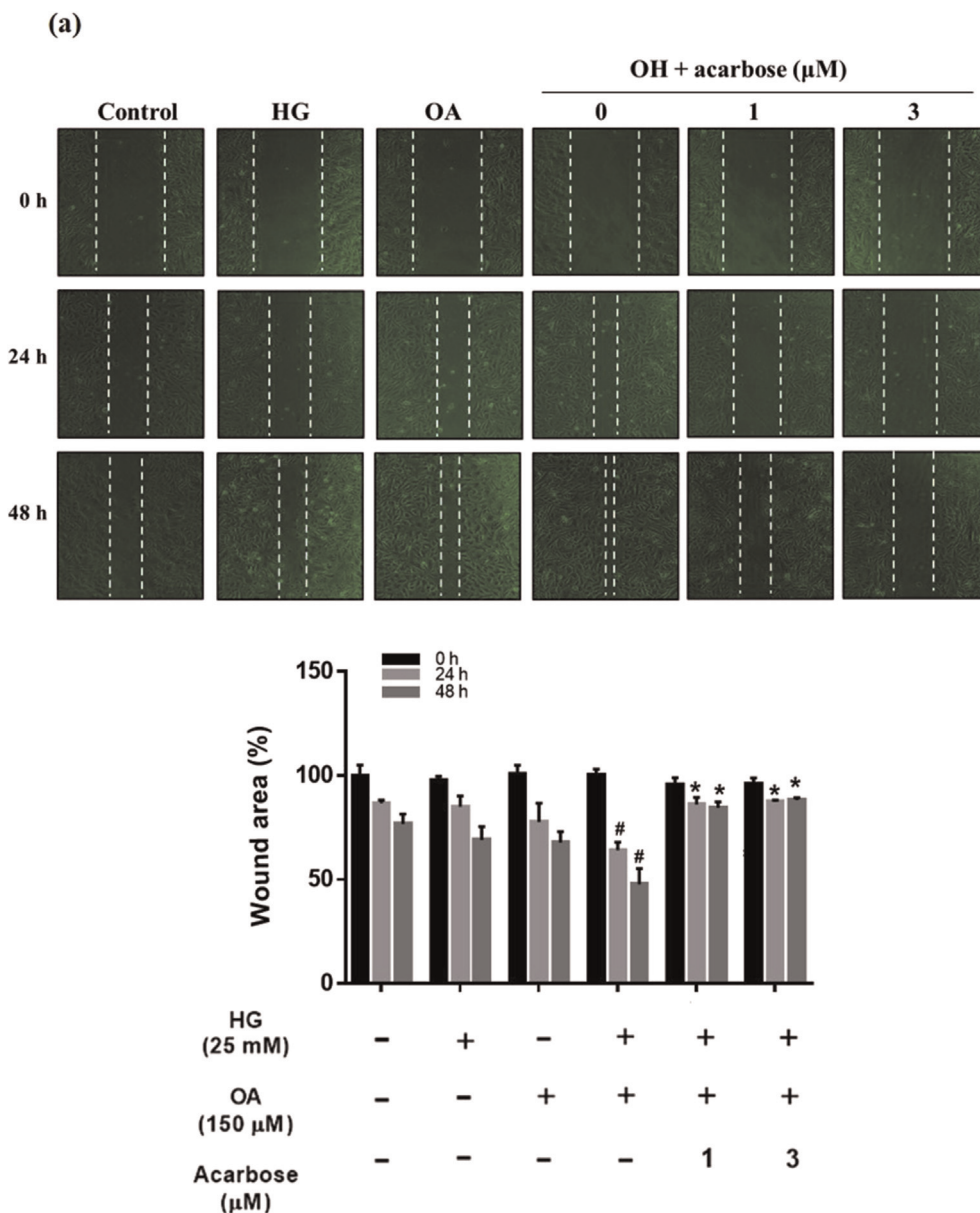 (a)
OH + acarbose (μM)
Control HG OA 0 1 3
0 h
24 h
48 h
0 h
24 h
48 h
150
100
50
0
Wound area (%)
* * * *
# #
HG
(25 mM) – + – + + +
OA
(150 μM) – – + + + +
Acarbose
(μM) – – – – 1 3